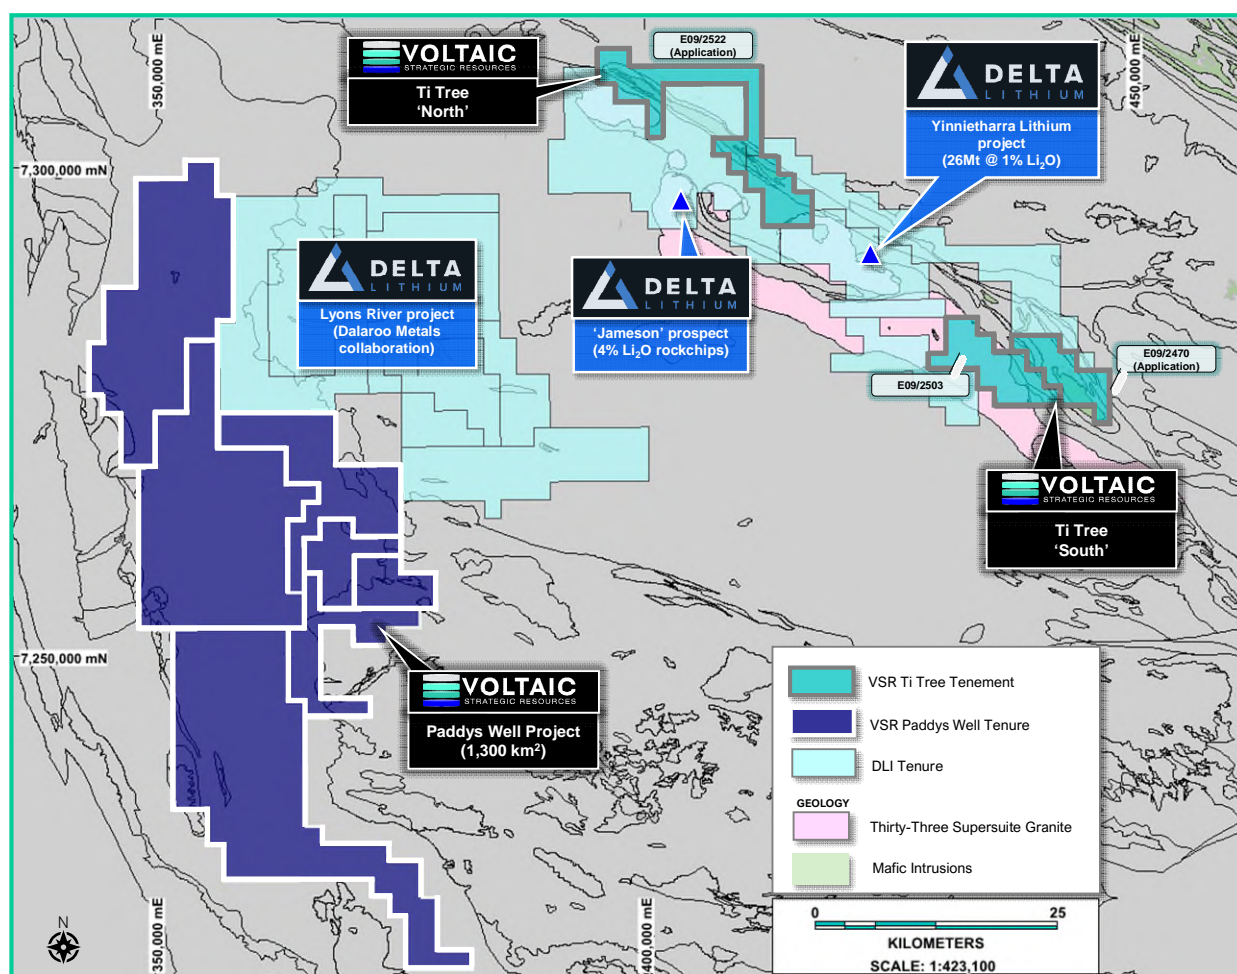 350,000 mE
VOLTAIC
STRATEGIC RESOURCES
Ti Tree
'North'
E09/2522
(Application)
DELTA
LITHIUM
Yinnietharra Lithium
project
(26Mt @ 1% Li₂O)
450,000 mE
7,300,000 mN
DELTA
LITHIUM
Lyons River project
(Dalaroo Metals
collaboration)
DELTA
LITHIUM
'Jameson' prospect
(4% Li₂O rockchips)
E09/2503
E09/2470
(Application)
VOLTAIC
STRATEGIC RESOURCES
Ti Tree
'South'
7,250,000 mN
VOLTAIC
STRATEGIC RESOURCES
Paddys Well Project
(1,300 km²)
VSR Ti Tree Tenement
VSR Paddys Well Tenure
DLI Tenure
GEOLOGY
Thirty-Three Supersuite Granite
Mafic Intrusions
N
350,000 mE
400,000 mE
0 25
KILOMETERS
SCALE: 1:423,100